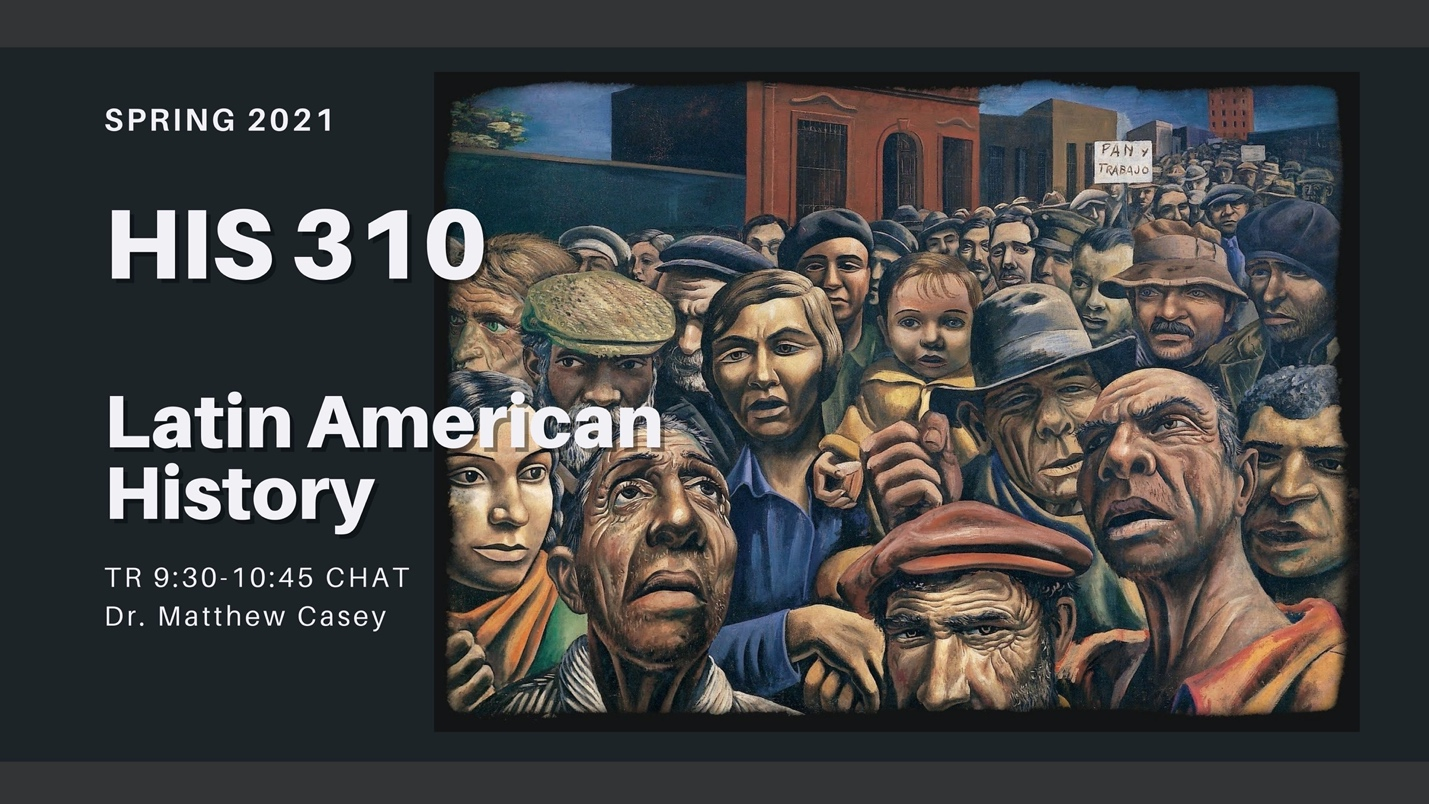 SPRING 2021
HIS 310
Latin American
History
TR 9:30-10:45 CHAT
Dr. Matthew Casey
PAN Y
TRABAJO